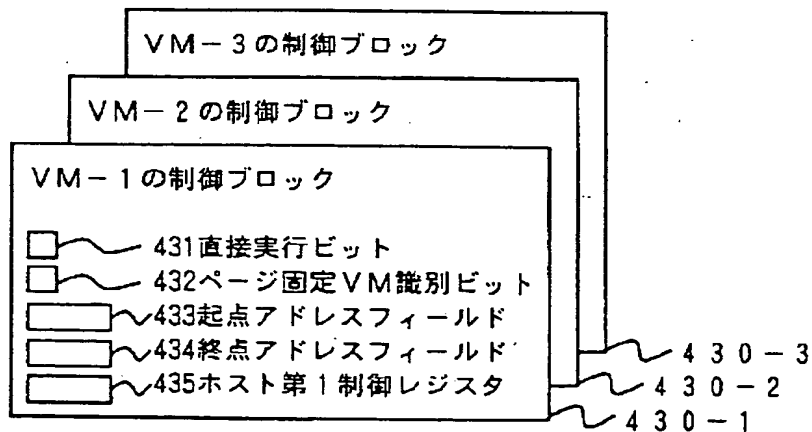 VM－3の制御ブロック
VM－2の制御ブロック
VM－1の制御ブロック
431直接実行ビット
432ページ固定VM識別ビット
433起点アドレスフィールド
434終点アドレスフィールド
435ホスト第1制御レジスタ
430－3
430－2
430－1